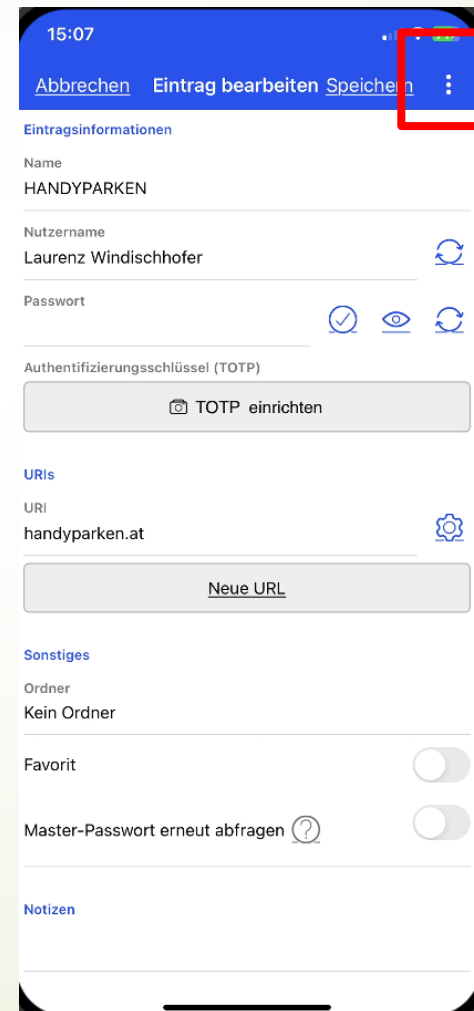 15:07
Abbrechen Eintrag bearbeiten Speichern
Eintragsinformationen
Name
HANDYPARKEN
Nutzername
Laurenz Windischhofer
Passwort
Authentifizierungsschlüssel (TOTP)
TOTP einrichten
URIs
URI
handyparken.at
Neue URL
Sonstiges
Ordner
Kein Ordner
Favorit
Master-Passwort erneut abfragen ?
Notizen